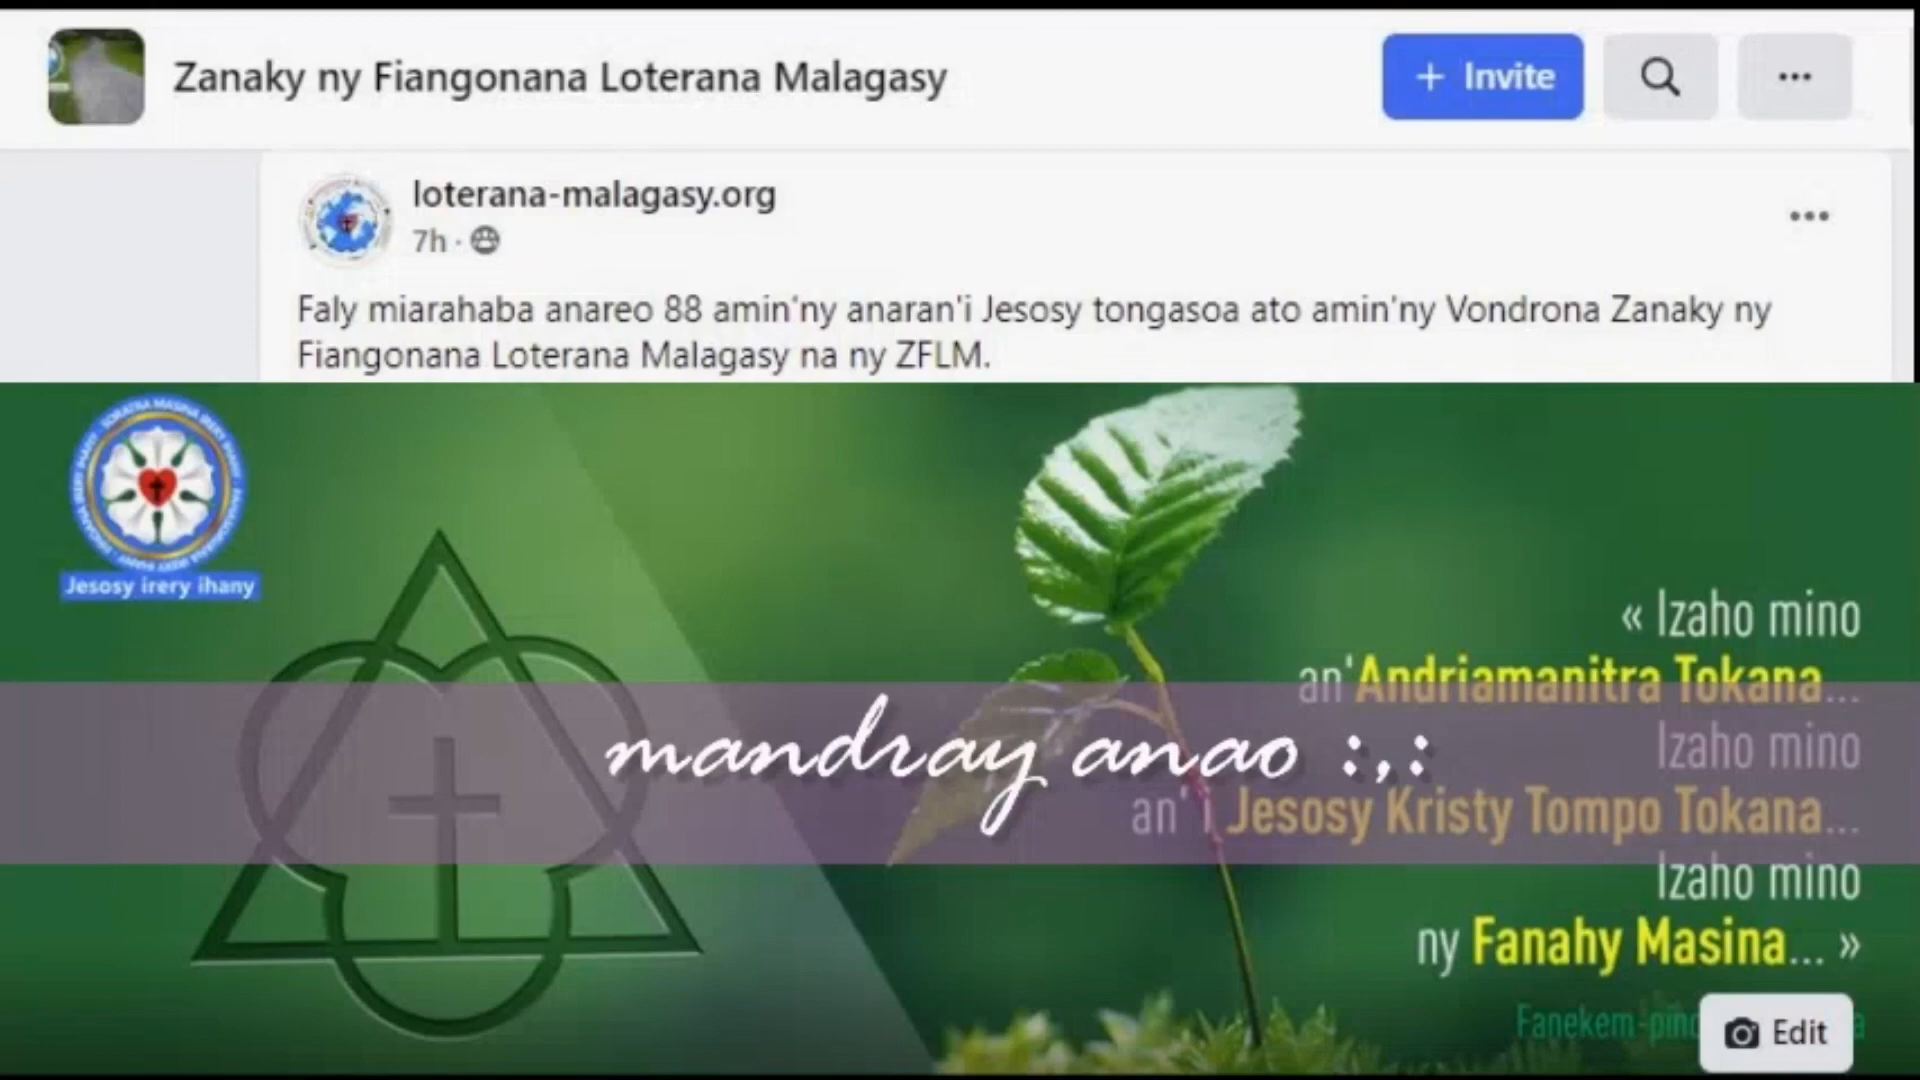 Zanaky ny Fiangonana Loterana Malagasy
+ Invite
loterana-malagasy.org
7h ·
Faly miarahaba anareo 88 amin'ny anaran'i Jesosy tongasoa ato amin'ny Vondrona Zanaky ny
Fiangonana Loterana Malagasy na ny ZFLM.
Jesosy irery ihany
« Izaho mino
an'Andriamanitra Tokana...
Izaho mino
mandray anao :,:
an' i Jesosy Kristy Tompo Tokana...
Izaho mino
ny Fanahy Masina... »
Edit